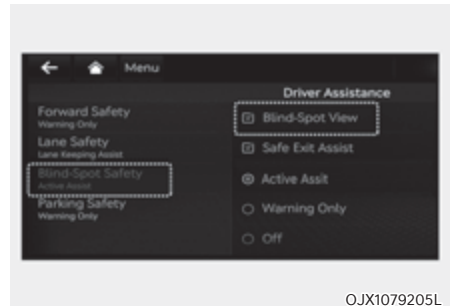 Menu
Driver Assistance
Forward Safety
Warning Only
Lane Safety
Lane Keeping Assist
Blind-Spot Safety
Active Assist
Parking Safety
Warning Only
Blind-Spot View
Safe Exit Assist
Active Assit
Warning Only
Off
OJX1079205L